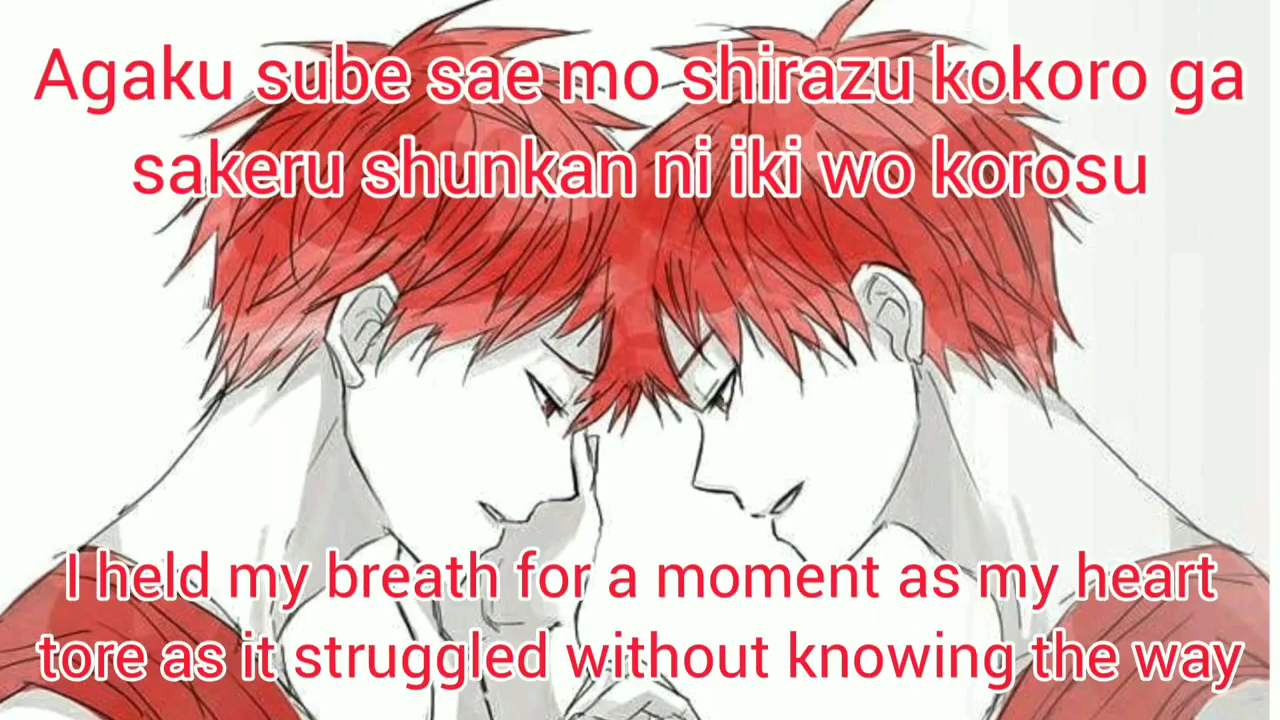 Agaku sube sae mo shirazu kokoro ga
sakeru shunkan ni iki wo korosu
I held my breath for a moment as my heart
tore as it struggled without knowing the way